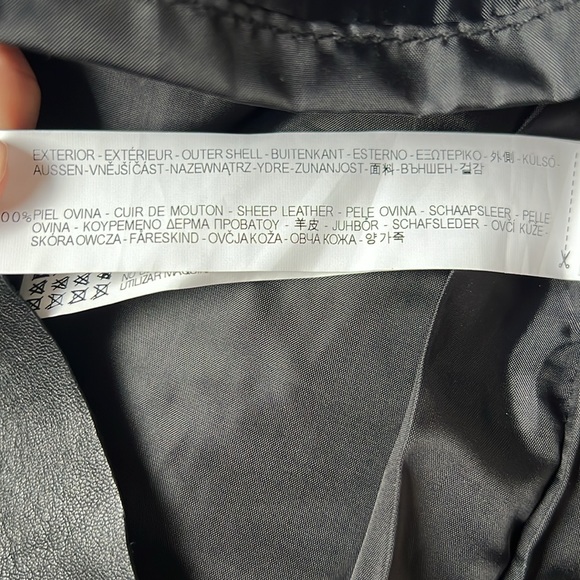 EXTERIOR - EXTÉRIEUR - OUTER SHELL - BUITENKANT - ESTERNO - ΕΞΩΤΕΡΙΚΟ - 外側 - KÜLSŐ -
AUSSEN-VNĚJŠÍ ČÁST-NAZEWNĄTRZ-YDRE-ZUNANJOST-面料-ВЪНШЕН-겉감
00% PIEL OVINA - CUIR DE MOUTON - SHEEP LEATHER - PELE OVINA - SCHAAPSLEER - PELLE
OVINA - ΚΟΥΡΕΜΕΝΟ ΔΕΡΜΑ ΠΡΟΒΑΤΟΥ - 羊皮 - JUHBŐR - SCHAFSLEDER - OVČÍ KŮŽE -
SKÓRA OWCZA - FÅRESKIND - OVČJA KOŽA - ОВЧА КОЖА - 양 가죽
UTILIZAR